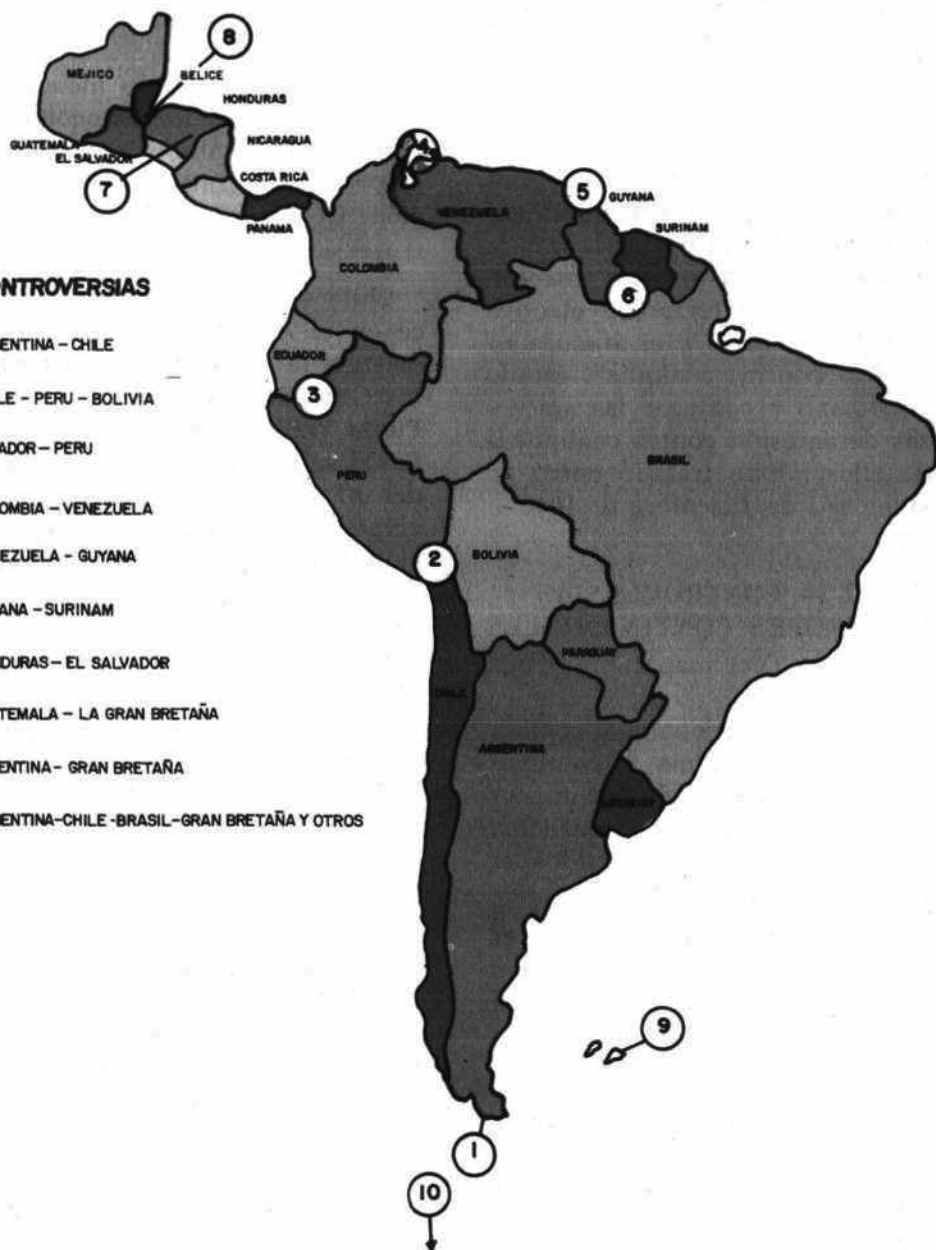 8
MEJICO
BELICE
HONDURAS
GUATEMALA
EL SALVADOR
NICARAGUA
COSTA RICA
7
PANAMA
4
VENEZUELA
5
GUYANA
SURINAM
6
COLOMBIA
ECUADOR
3
PERU
BRASIL
2
BOLIVIA
PARAGUAY
CHILE
ARGENTINA
URUGUAY
9
1
10
NTROVERSIAS
ENTINA – CHILE
LE – PERU – BOLIVIA
ADOR – PERU
OMBIA – VENEZUELA
EZUELA – GUYANA
ANA – SURINAM
DURAS – EL SALVADOR
TEMALA – LA GRAN BRETAÑA
ENTINA – GRAN BRETAÑA
ENTINA-CHILE-BRASIL-GRAN BRETAÑA Y OTROS